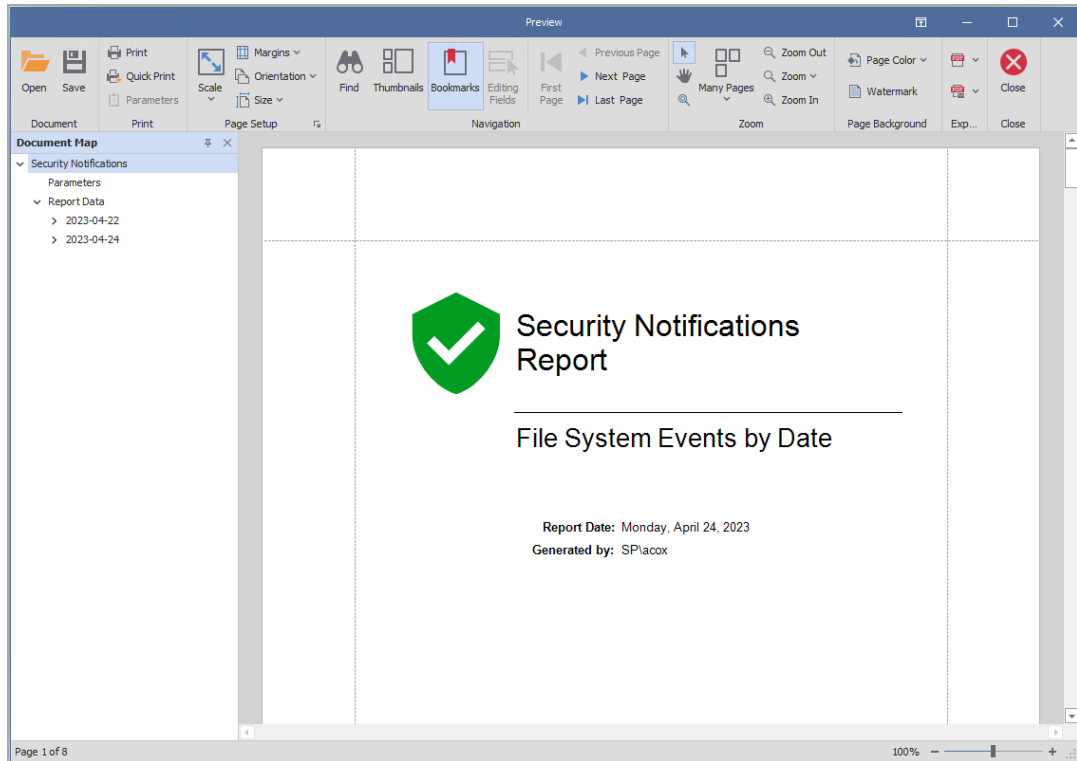 Preview
Open
Save
Print
Quick Print
Parameters
Scale
Margins
Orientation
Size
Find
Thumbnails
Bookmarks
Editing
Fields
First
Page
Previous Page
Next Page
Last Page
Many Pages
Zoom Out
Zoom
Zoom In
Page Color
Watermark
Close
Document
Print
Page Setup
Navigation
Zoom
Page Background
Exp...
Close
Document Map
Security Notifications
Parameters
Report Data
2023-04-22
2023-04-24
Security Notifications
Report
File System Events by Date
Report Date: Monday, April 24, 2023
Generated by: SP\acox
Page 1 of 8
100%